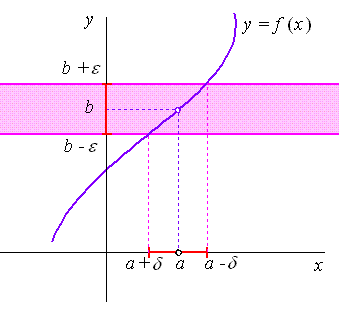 y
y = f (x)
b + ε
b
b - ε
a + δ a a - δ
x